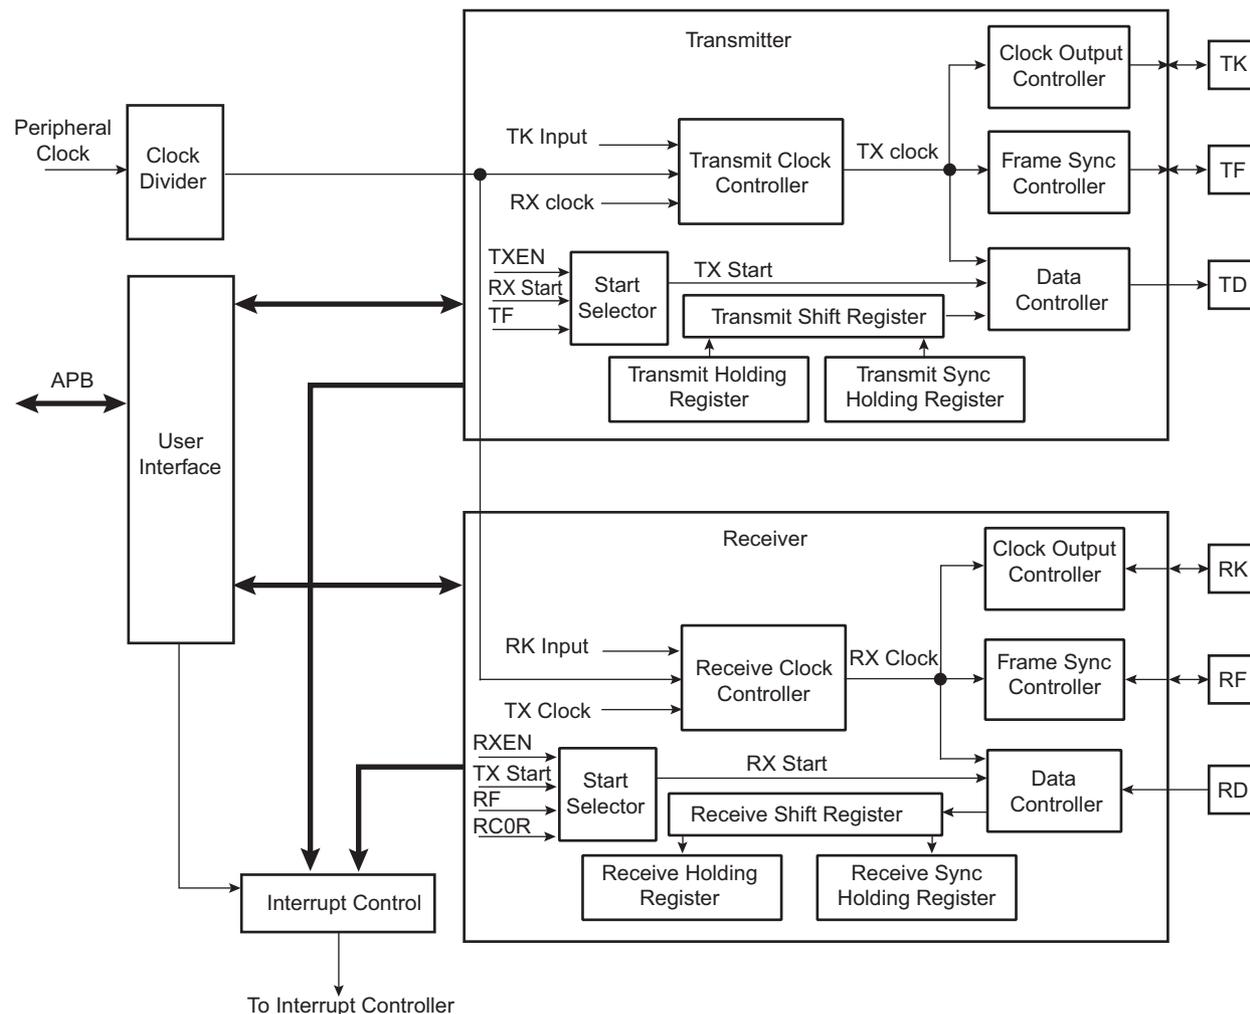 Transmitter
Clock Output
Controller
TK
Peripheral
Clock
Clock
Divider
TK Input
Transmit Clock
Controller
TX clock
Frame Sync
Controller
TF
RX clock
TXEN
RX Start
TF
Start
Selector
TX Start
Data
Controller
TD
Transmit Shift Register
Transmit Holding
Register
Transmit Sync
Holding Register
APB
User
Interface
Receiver
Clock Output
Controller
RK
RK Input
Receive Clock
Controller
RX Clock
Frame Sync
Controller
RF
TX Clock
RXEN
TX Start
RF
RC0R
Start
Selector
RX Start
Data
Controller
RD
Receive Shift Register
Receive Holding
Register
Receive Sync
Holding Register
Interrupt Control
To Interrupt Controller